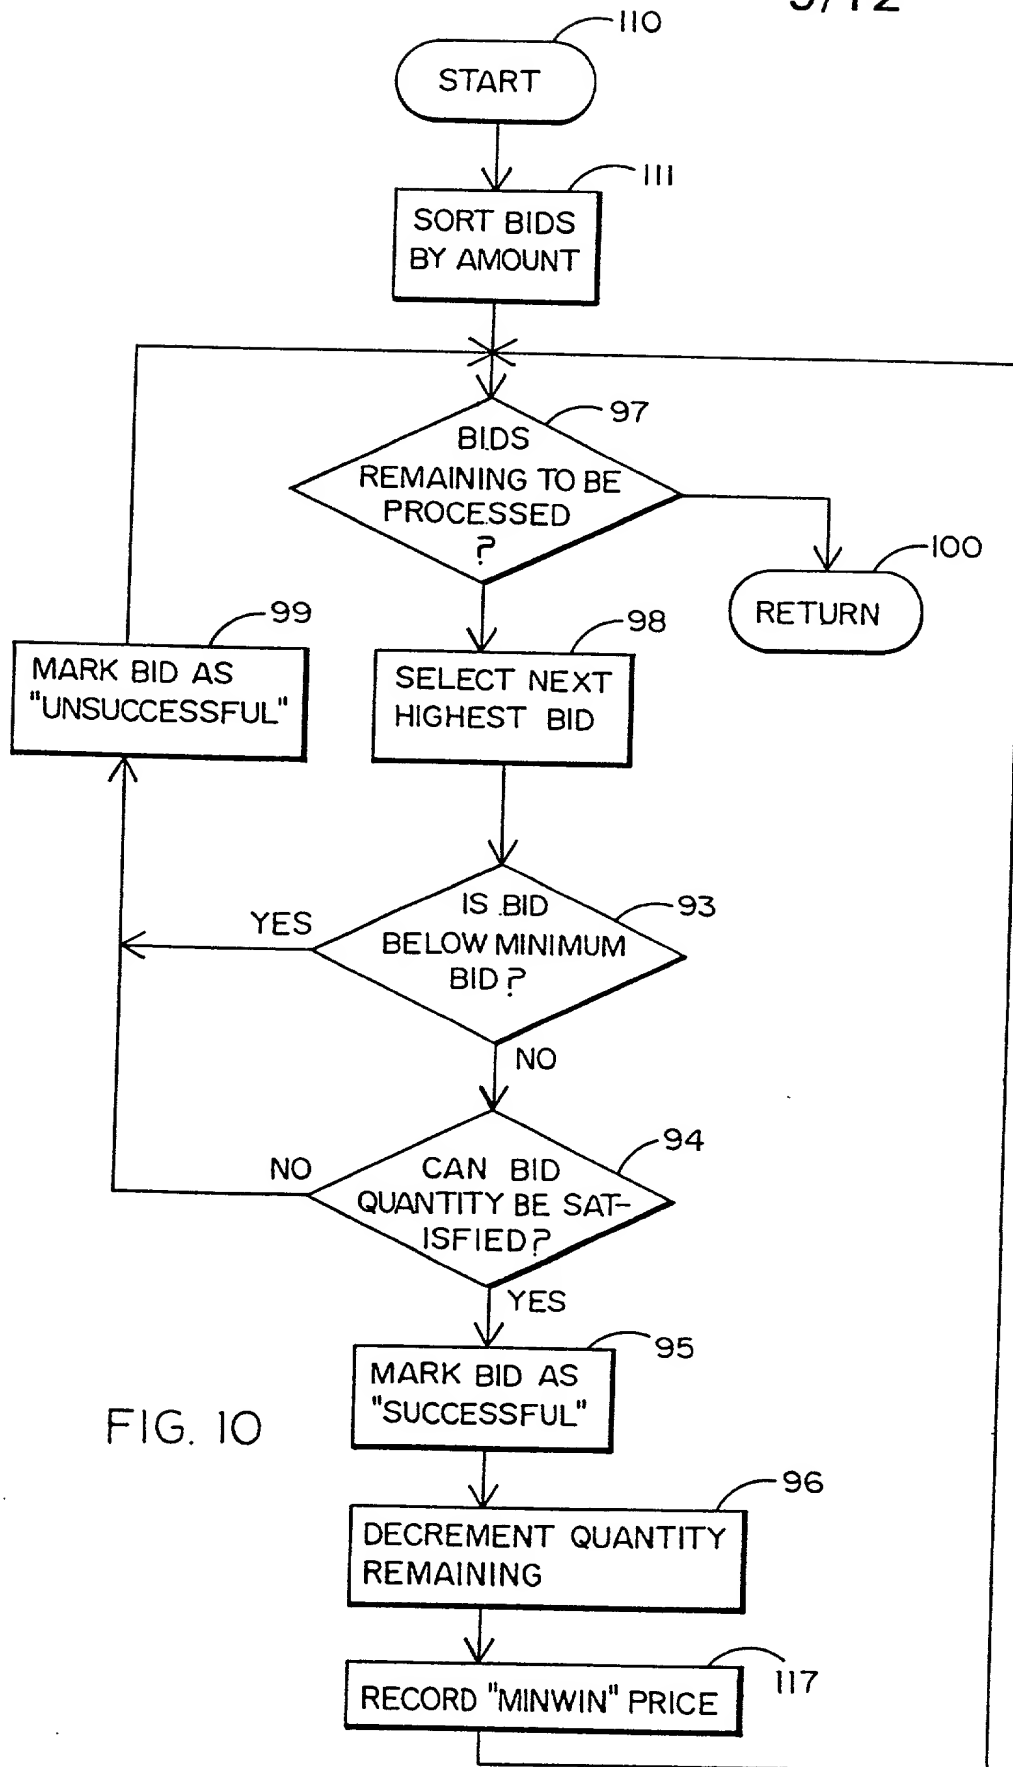 110
START
111
SORT BIDS
BY AMOUNT
97
BIDS
REMAINING TO BE
PROCESSED
?
100
RETURN
99
MARK BID AS
"UNSUCCESSFUL"
98
SELECT NEXT
HIGHEST BID
93
IS BID
BELOW MINIMUM
BID?
YES
NO
94
CAN BID
QUANTITY BE SAT-
ISFIED?
NO
YES
95
MARK BID AS
"SUCCESSFUL"
FIG. 10
96
DECREMENT QUANTITY
REMAINING
117
RECORD "MINWIN" PRICE